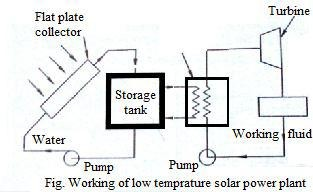 Flat plate
collector
Turbine
Storage
tank
Water
Working fluid
Pump
Pump
Fig. Working of low temprature solar power plant